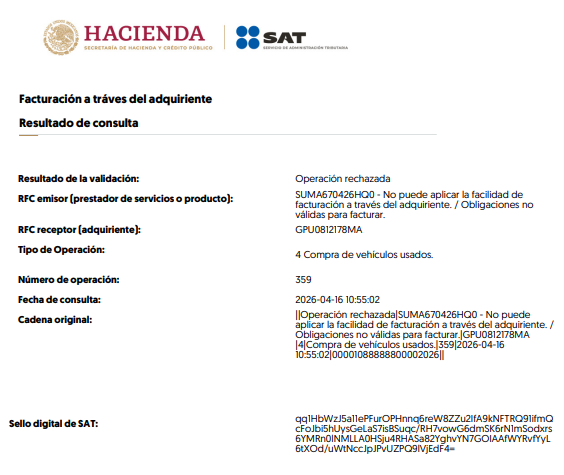 HACIENDA
SECRETARÍA DE HACIENDA Y CRÉDITO PÚBLICO
SAT
SERVICIO DE ADMINISTRACIÓN TRIBUTARIA
Facturación a tráves del adquiriente
Resultado de consulta
Resultado de la validación: Operación rechazada
RFC emisor (prestador de servicios o producto): SUMA670426HQ0 - No puede aplicar la facilidad de
facturación a través del adquiriente. / Obligaciones no
válidas para facturar.
RFC receptor (adquiriente): GPU0812178MA
Tipo de Operación: 4 Compra de vehículos usados.
Número de operación: 359
Fecha de consulta: 2026-04-16 10:55:02
Cadena original: ||Operación rechazada|SUMA670426HQ0 - No puede
aplicar la facilidad de facturación a través del adquiriente. /
Obligaciones no válidas para facturar.|GPU0812178MA
|4|Compra de vehículos usados.|359|2026-04-16
10:55:02|00001088888800002026||
Sello digital de SAT: qq1HbWzJ5a11ePFurOPHnnq6reW8ZZu2IfA9kNFTRQ91ifmQ
cFoJbi5hUysGeLaS7isBSuqc/RH7vowG6dmSK6rN1mSodxrs
6YMRn0INMLLA0HSju4RHASa82YghvYN7GOIAAfWYRvfYyL
6tXOd/uWtNccJpJPvUZPQ9lVjEdF4=